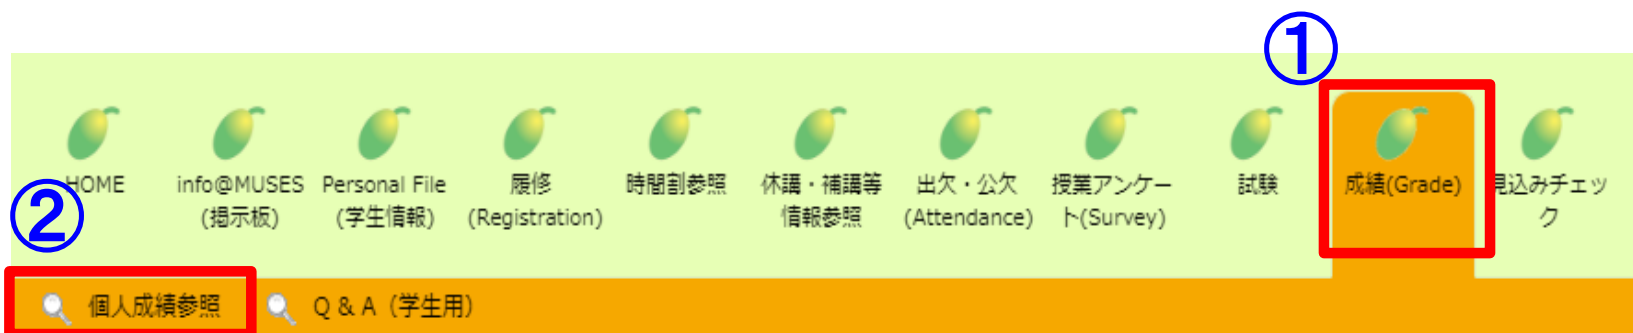 ①
HOME
info@MUSES
(掲示板)
Personal File
(学生情報)
履修
(Registration)
時間割参照
休講・補講等
情報参照
出欠・公欠
(Attendance)
授業アンケー
ト(Survey)
試験
成績(Grade)
見込みチェッ
ク
②
個人成績参照
Q & A（学生用）